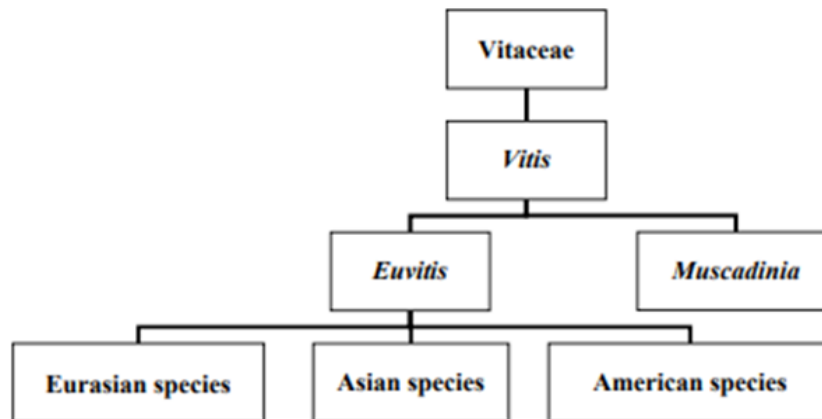 Vitaceae
Vitis
Euvitis
Muscadinia
Eurasian species
Asian species
American species